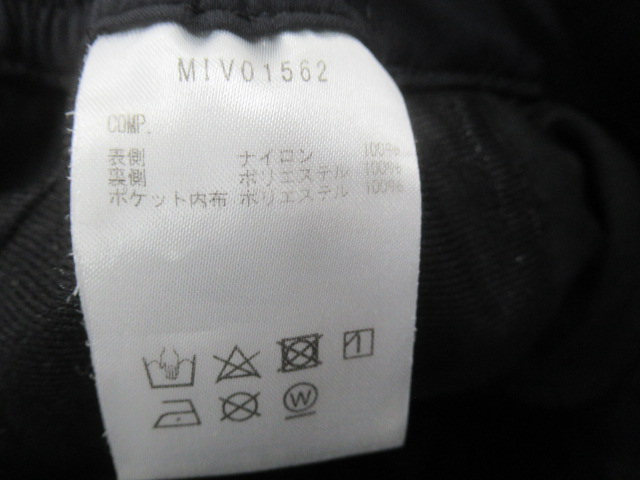 MIV01562
COMP.
表側 ナイロン 100%
裏側 ポリエステル 100%
ポケット内布 ポリエステル 100%
W